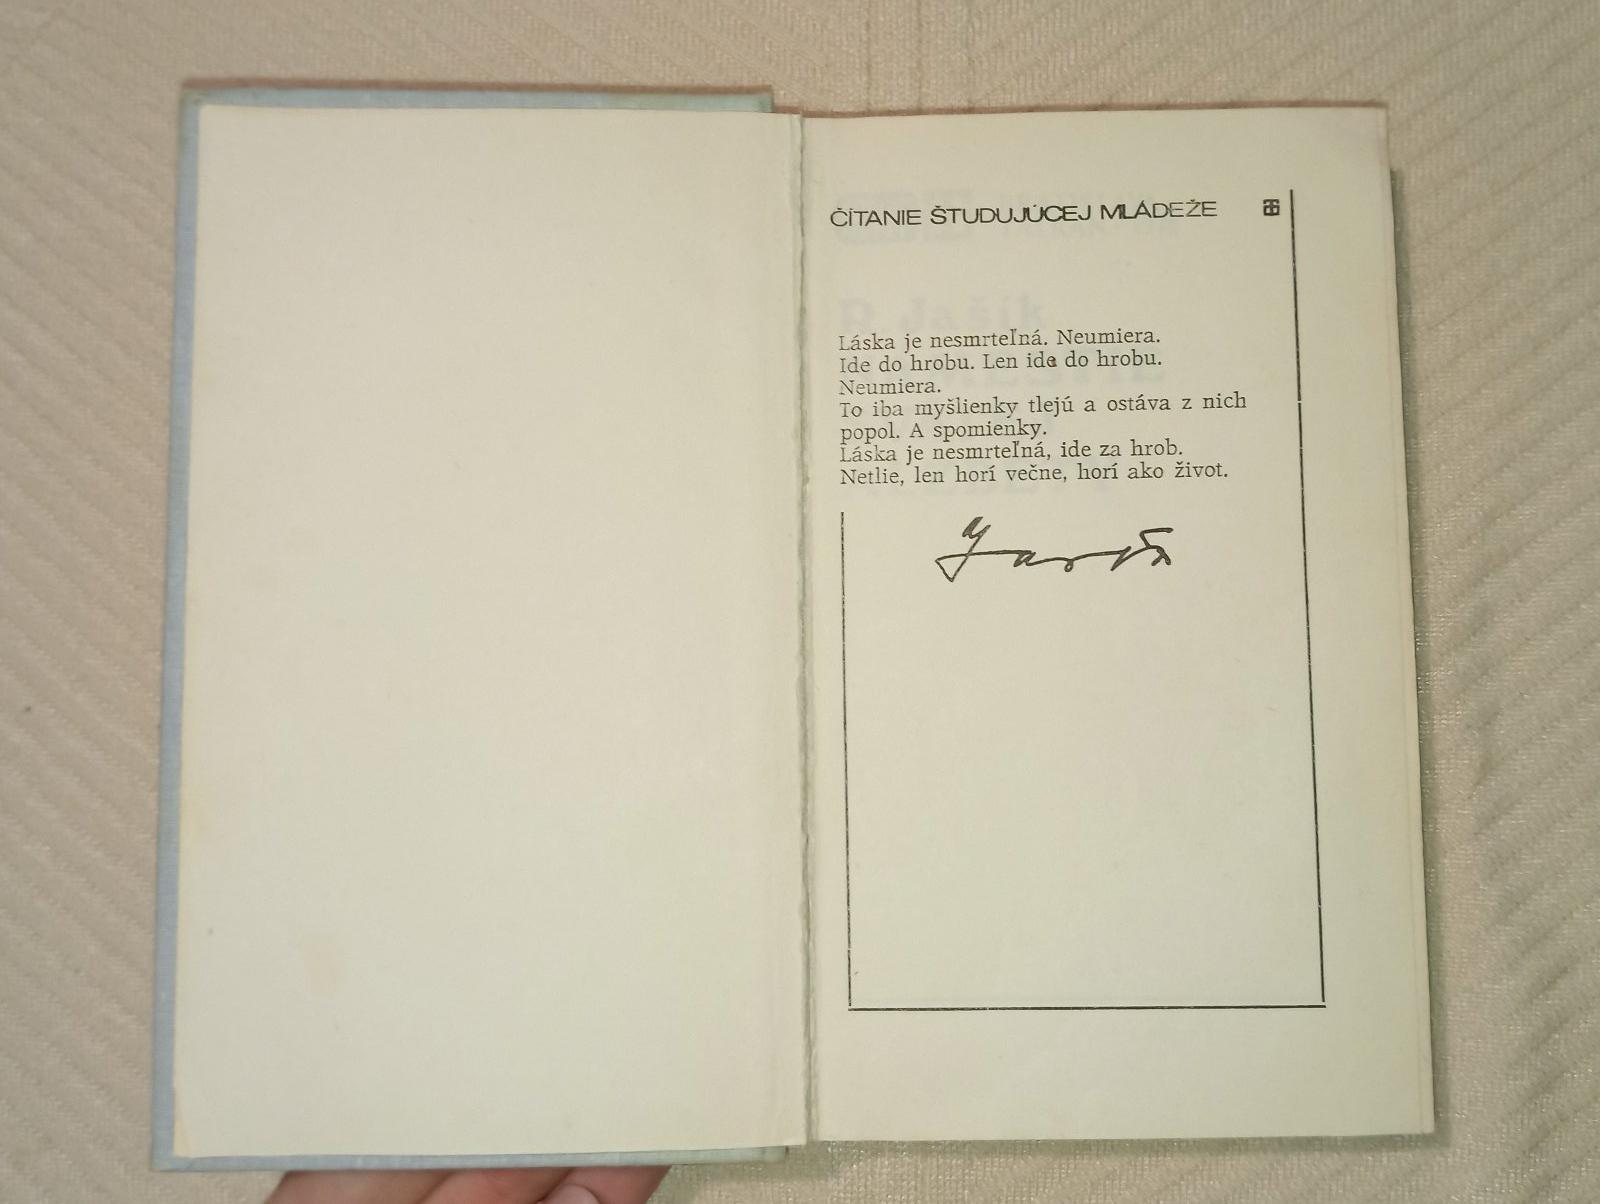 ČÍTANIE ŠTUDUJÚCEJ MLÁDEŽE
Láska je nesmrteľná. Neumiera.
Ide do hrobu. Len ide do hrobu.
Neumiera.
To iba myšlienky tlejú a ostáva z nich
popol. A spomienky.
Láska je nesmrteľná, ide za hrob.
Netlie, len horí večne, horí ako život.